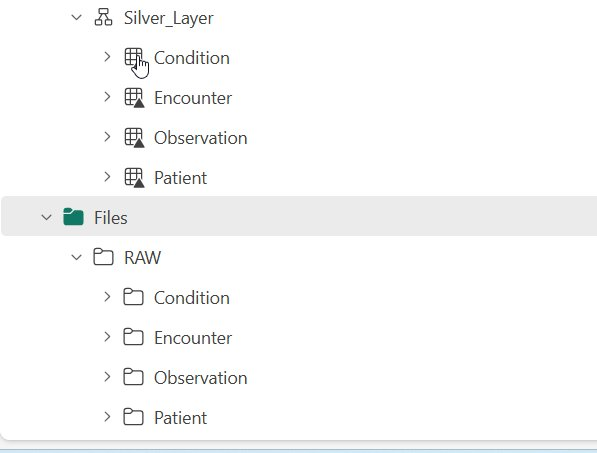 Silver_Layer
Condition
Encounter
Observation
Patient
Files
RAW
Condition
Encounter
Observation
Patient